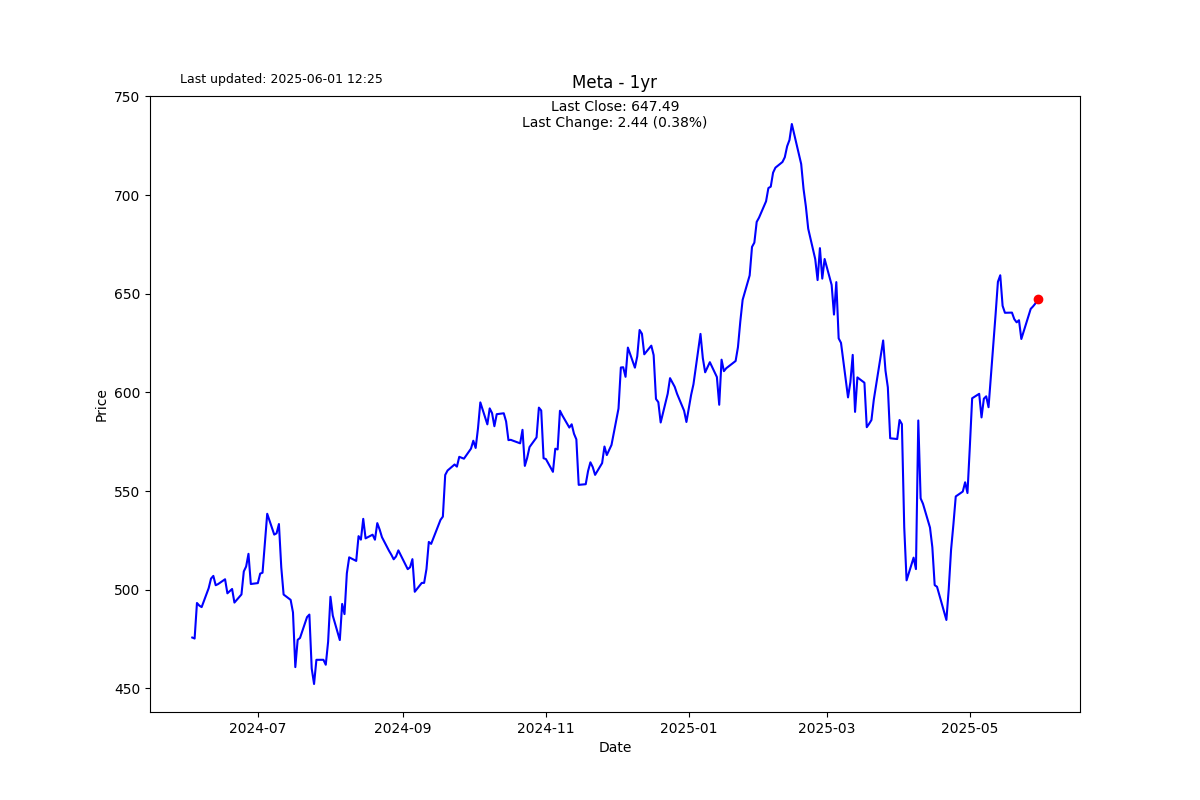 Last updated: 2025-06-01 12:25
Meta - 1yr
Last Close: 647.49
Last Change: 2.44 (0.38%)
750
700
650
600
550
500
450
Price
2024-07
2024-09
2024-11
2025-01
2025-03
2025-05
Date